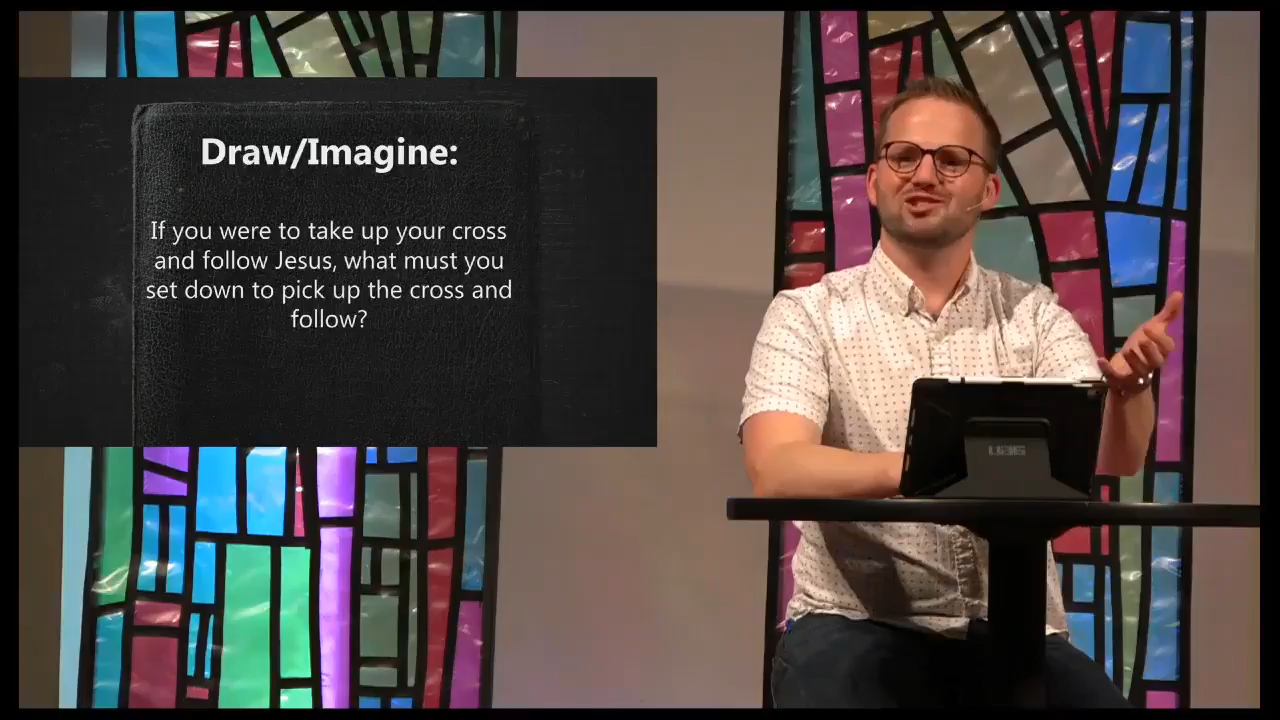 Draw/Imagine:
If you were to take up your cross
and follow Jesus, what must you
set down to pick up the cross and
follow?